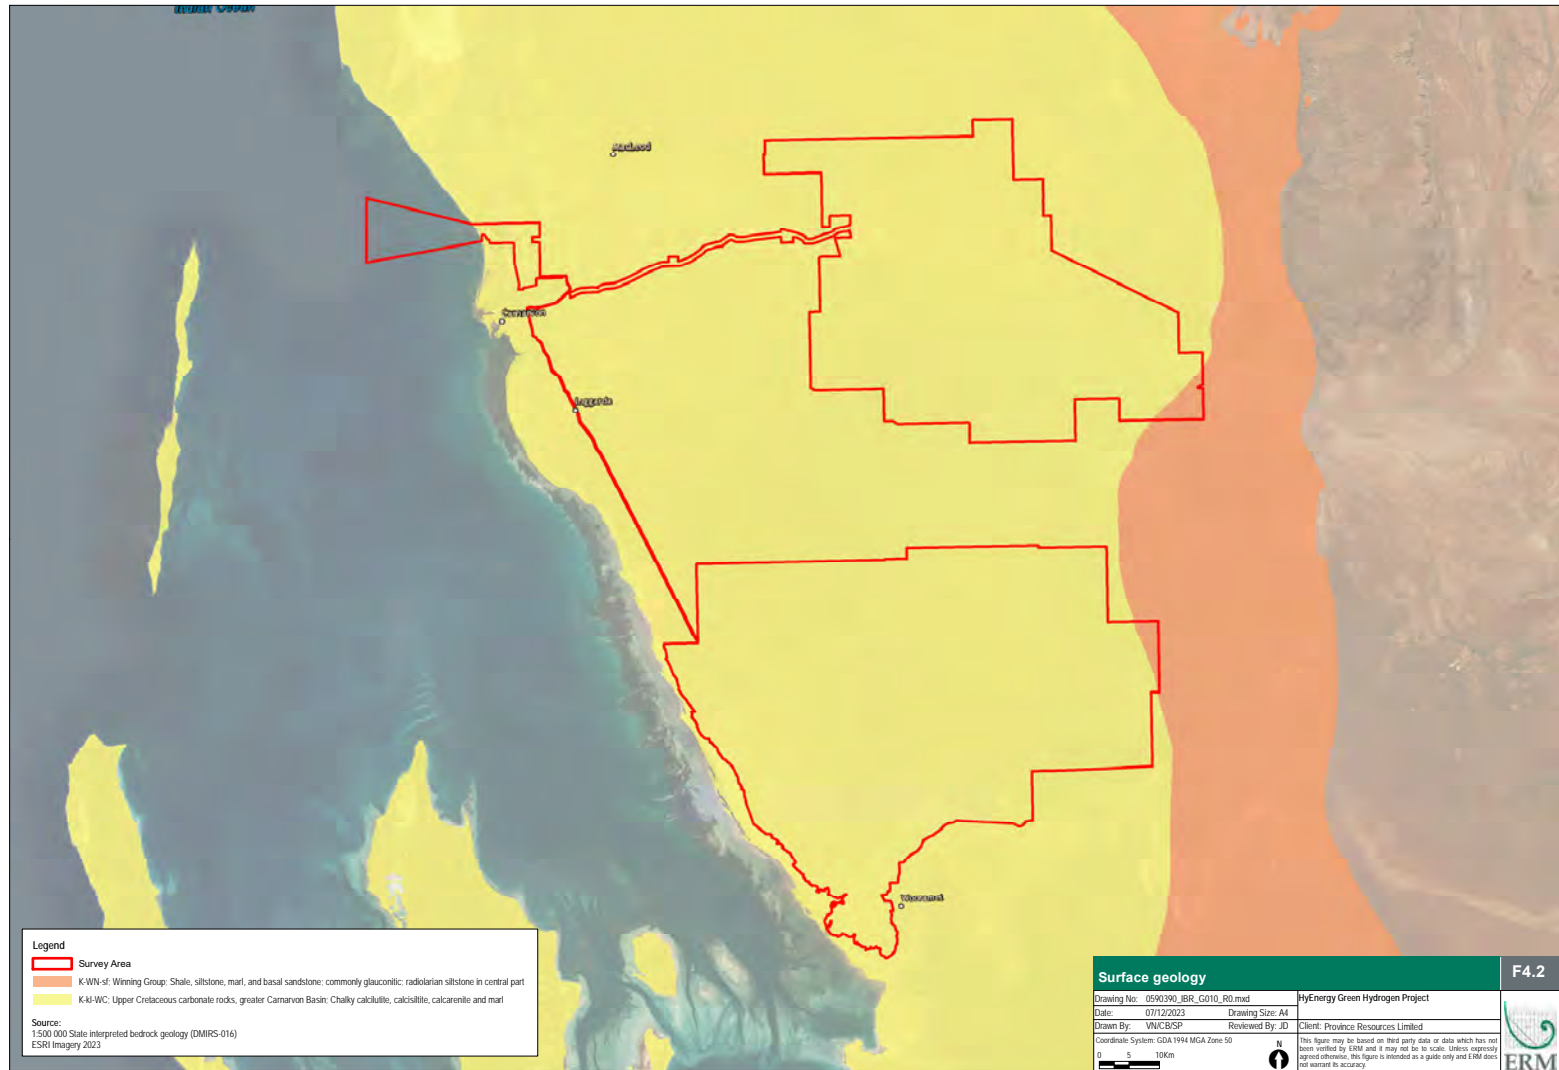 Indian Ocean
MacLeod
Carnarvon
Wooramel
Legend
Survey Area
K-WN-sf: Winning Group: Shale, siltstone, marl, and basal sandstone; commonly glauconitic; radiolarian siltstone in central part
K-kl-WC: Upper Cretaceous carbonate rocks, greater Carnarvon Basin: Chalky calcilutite, calcisiltite, calcarenite and marl
Source:
1:500 000 State interpreted bedrock geology (DMIRS-016)
ESRI Imagery 2023
Surface geology
F4.2
Drawing No: 0590390_IBR_G010_R0.mxd
HyEnergy Green Hydrogen Project
Date: 07/12/2023 Drawing Size: A4
Drawn By: VN/CB/SP Reviewed By: JD
Client: Province Resources Limited
Coordinate System: GDA 1994 MGA Zone 50
N
0 5 10Km
This figure may be based on third party data or data which has not
been verified by ERM and it may not be to scale. Unless expressly
agreed otherwise, this figure is intended as a guide only and ERM does
not warrant its accuracy.
ERM